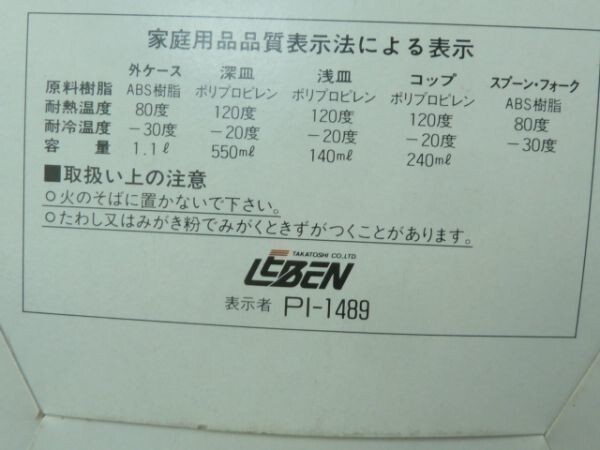 家庭用品品質表示法による表示
外ケース 深皿 浅皿 コップ スプーン・フォーク
原料樹脂 ABS樹脂 ポリプロピレン ポリプロピレン ポリプロピレン ABS樹脂
耐熱温度 80度 120度 120度 120度 80度
耐冷温度 −30度 −20度 −20度 −20度 −30度
容量 1.1ℓ 550mℓ 140mℓ 240mℓ
■取扱い上の注意
○火のそばに置かないで下さい。
○たわし又はみがき粉でみがくときずがつくことがあります。
TAKATOSHI CO.,LTD.
LEBEN
表示者 PI-1489